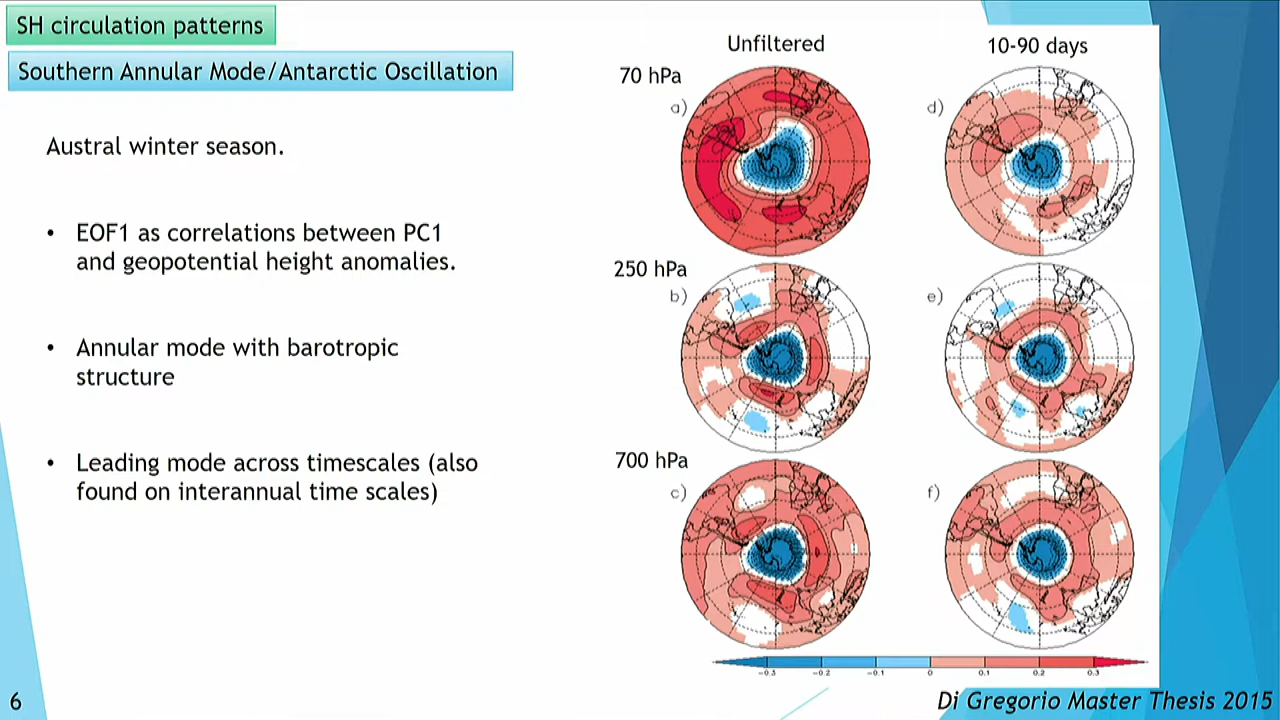 SH circulation patterns
Southern Annular Mode/Antarctic Oscillation
Austral winter season.
• EOF1 as correlations between PC1
and geopotential height anomalies.
• Annular mode with barotropic
structure
• Leading mode across timescales (also
found on interannual time scales)
Unfiltered
10-90 days
70 hPa
a)
d)
250 hPa
b)
e)
700 hPa
c)
f)
-0.3 -0.2 -0.1 0 0.1 0.2 0.3
6
Di Gregorio Master Thesis 2015